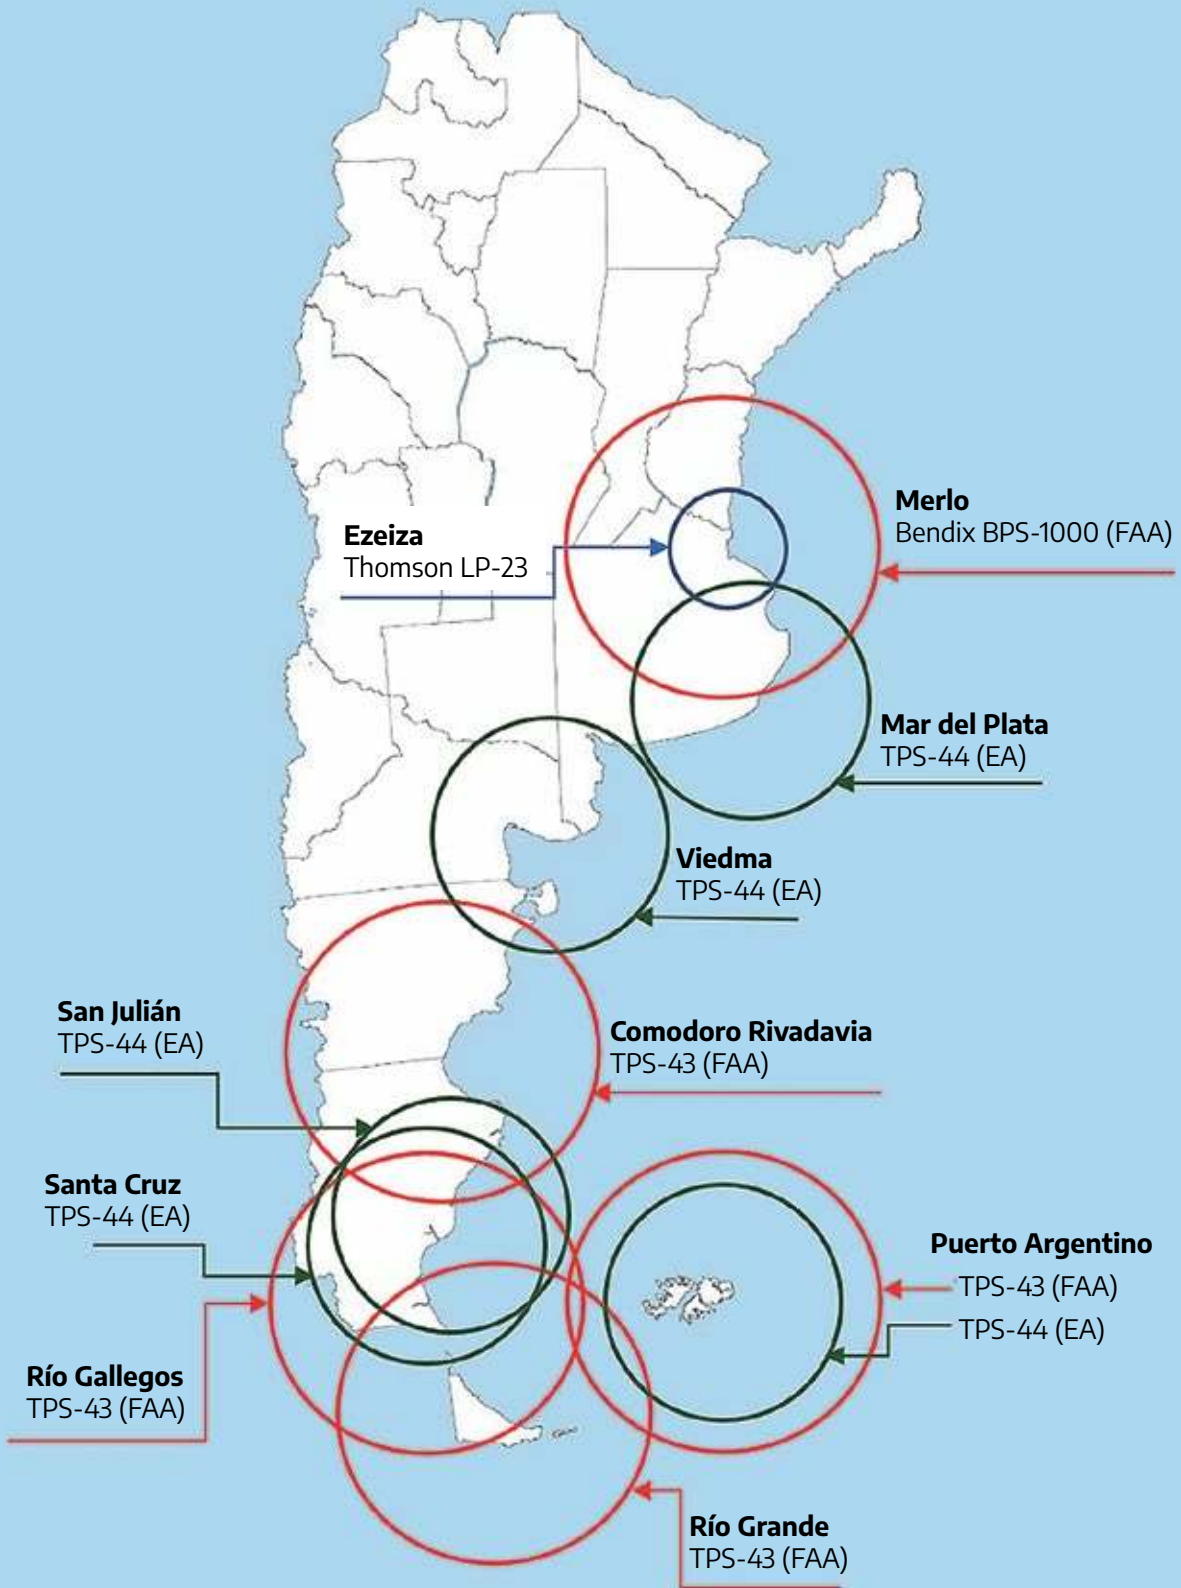 Merlo
Bendix BPS-1000 (FAA)
Ezeiza
Thomson LP-23
Mar del Plata
TPS-44 (EA)
Viedma
TPS-44 (EA)
San Julián
TPS-44 (EA)
Comodoro Rivadavia
TPS-43 (FAA)
Santa Cruz
TPS-44 (EA)
Puerto Argentino
TPS-43 (FAA)
TPS-44 (EA)
Río Gallegos
TPS-43 (FAA)
Río Grande
TPS-43 (FAA)